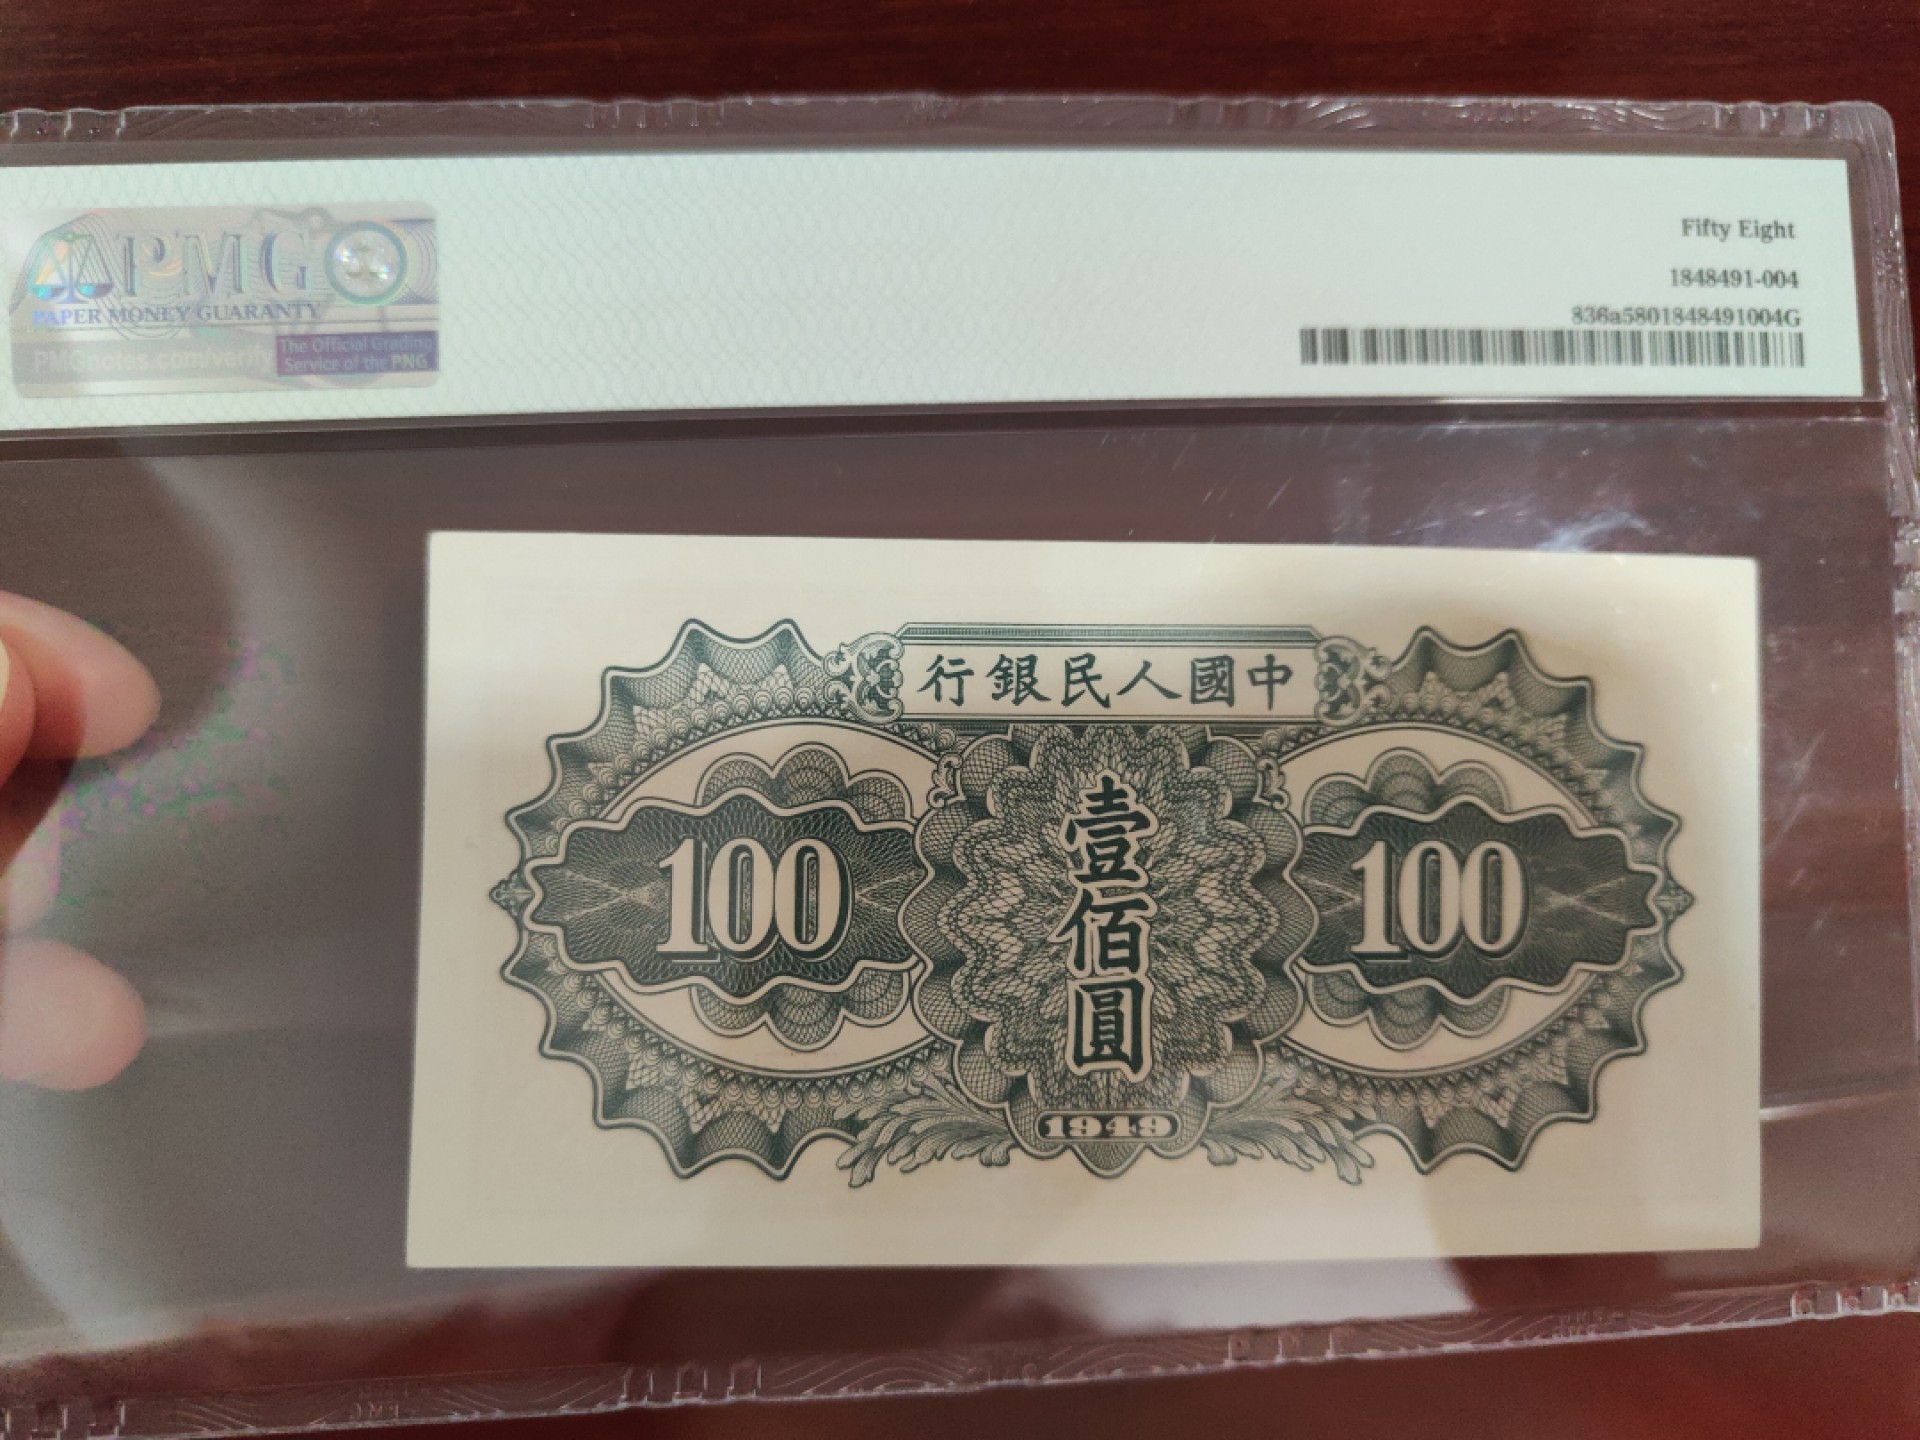 PMG
PAPER MONEY GUARANTY
PMGnotes.com/verify
The Official Grading
Service of the PNG
Fifty Eight
1848491-004
836a5801848491004G
行銀民人國中
100
壹佰圓
100
1949